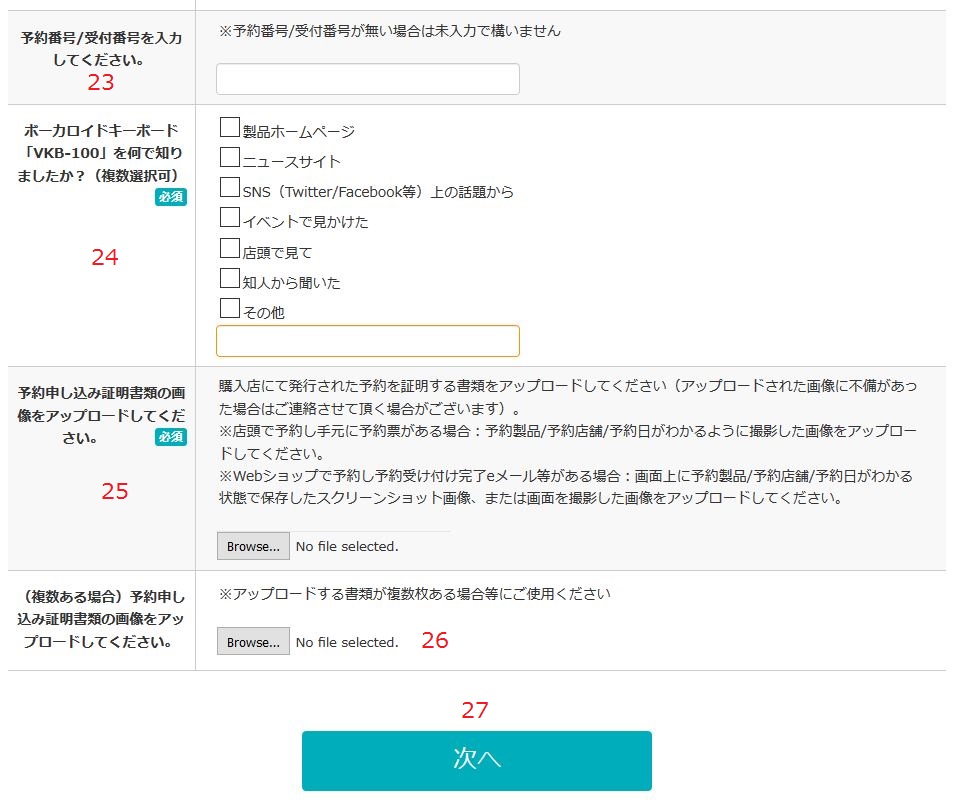 予約番号/受付番号を入力
してください。
23
※予約番号/受付番号が無い場合は未入力で構いません
ボーカロイドキーボード
「VKB-100」を何で知り
ましたか？（複数選択可）
必須
24
製品ホームページ
ニュースサイト
SNS（Twitter/Facebook等）上の話題から
イベントで見かけた
店頭で見て
知人から聞いた
その他
予約申し込み証明書類の画
像をアップロードしてくだ
さい。 必須
25
購入店にて発行された予約を証明する書類をアップロードしてください（アップロードされた画像に不備があっ
た場合はご連絡させて頂く場合がございます）。
※店頭で予約し手元に予約票がある場合：予約製品/予約店舗/予約日がわかるように撮影した画像をアップロー
ドしてください。
※Webショップで予約し予約受け付け完了eメール等がある場合：画面上に予約製品/予約店舗/予約日がわかる
状態で保存したスクリーンショット画像、または画面を撮影した画像をアップロードしてください。
Browse... No file selected.
（複数ある場合）予約申し
込み証明書類の画像をアッ
プロードしてください。
※アップロードする書類が複数枚ある場合等にご使用ください
Browse... No file selected. 26
27
次へ